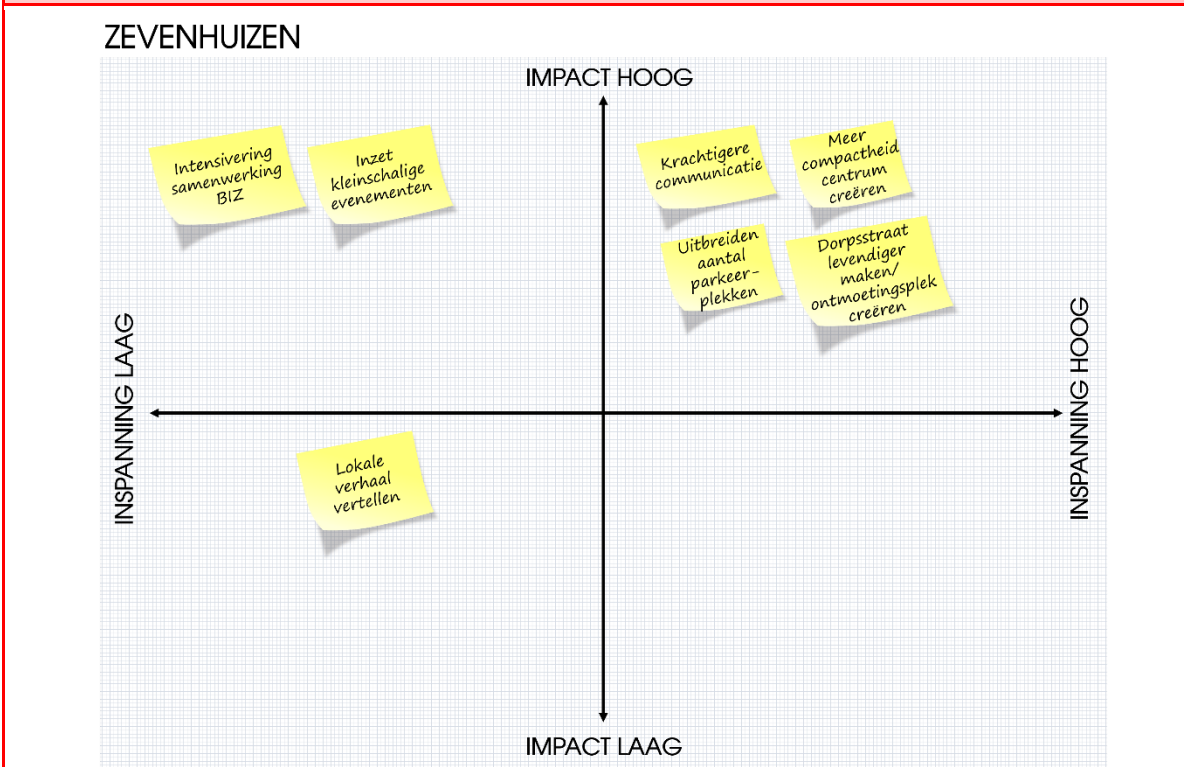 ZEVENHUIZEN
IMPACT HOOG
Intensivering
samenwerking
BIZ
Inzet
kleinschalige
evenementen
Krachtigere
communicatie
Meer
compactheid
centrum
creëren
Uitbreiden
aantal
parkeer-
plekken
Dorpsstraat
levendiger
maken/
ontmoetingsplek
creëren
INSPANNING LAAG
INSPANNING HOOG
Lokale
verhaal
vertellen
IMPACT LAAG